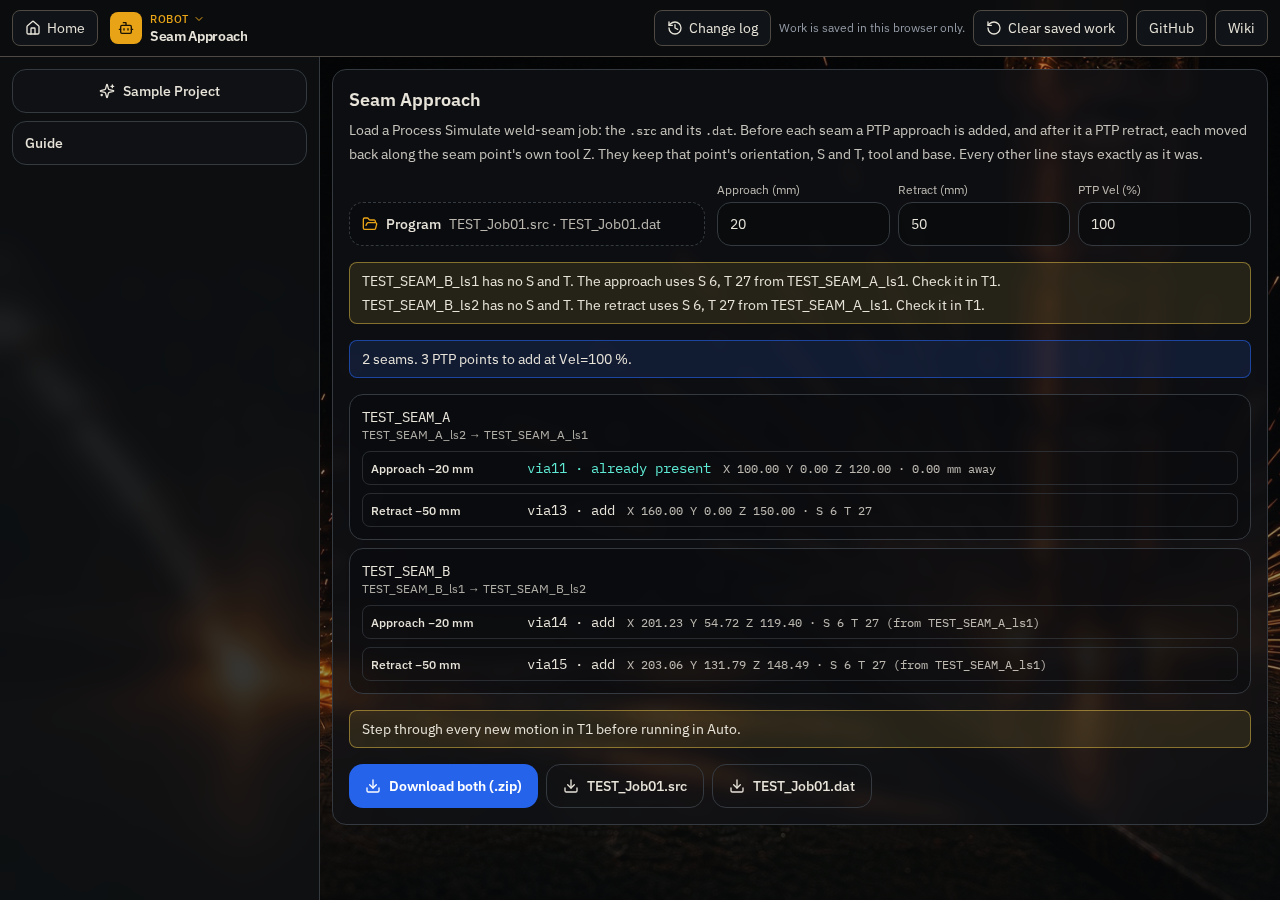 Home
ROBOT
Seam Approach
Change log
Work is saved in this browser only.
Clear saved work
GitHub
Wiki
Sample Project
Guide
Seam Approach
Load a Process Simulate weld-seam job: the .src and its .dat. Before each seam a PTP approach is added, and after it a PTP retract, each moved
back along the seam point's own tool Z. They keep that point's orientation, S and T, tool and base. Every other line stays exactly as it was.
Approach (mm)
Retract (mm)
PTP Vel (%)
Program TEST_Job01.src · TEST_Job01.dat
20
50
100
TEST_SEAM_B_ls1 has no S and T. The approach uses S 6, T 27 from TEST_SEAM_A_ls1. Check it in T1.
TEST_SEAM_B_ls2 has no S and T. The retract uses S 6, T 27 from TEST_SEAM_A_ls1. Check it in T1.
2 seams. 3 PTP points to add at Vel=100 %.
TEST_SEAM_A
TEST_SEAM_A_ls2 → TEST_SEAM_A_ls1
Approach −20 mm via11 · already present X 100.00 Y 0.00 Z 120.00 · 0.00 mm away
Retract −50 mm via13 · add X 160.00 Y 0.00 Z 150.00 · S 6 T 27
TEST_SEAM_B
TEST_SEAM_B_ls1 → TEST_SEAM_B_ls2
Approach −20 mm via14 · add X 201.23 Y 54.72 Z 119.40 · S 6 T 27 (from TEST_SEAM_A_ls1)
Retract −50 mm via15 · add X 203.06 Y 131.79 Z 148.49 · S 6 T 27 (from TEST_SEAM_A_ls1)
Step through every new motion in T1 before running in Auto.
Download both (.zip)
TEST_Job01.src
TEST_Job01.dat